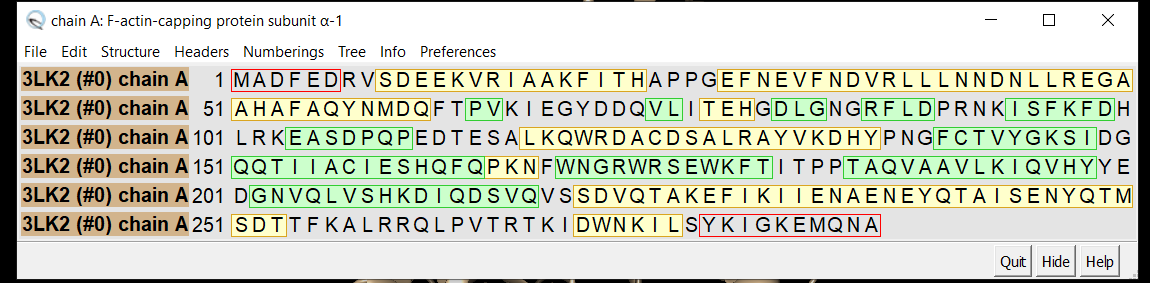 chain A: F-actin-capping protein subunit α-1
File Edit Structure Headers Numberings Tree Info Preferences
3LK2 (#0) chain A 1 MADFEDRVSDEEKVRIAAKFITHAPPGEFNEVFNDVRLLLNNDNLLREGA
3LK2 (#0) chain A 51 AHAFAQYNMDQFTPVKIEGYDDQVLITEHGDLGNGRFLDPRNKISFKFDH
3LK2 (#0) chain A 101 LRKEASDPQPEDTESALKQWRDACDSALRAYVKDHYPNGFCTVYGKSIDG
3LK2 (#0) chain A 151 QQTIIACIESHQFQPKNFWNGRWRSEWKFTITPPTAQVAAVLKIQVHYYE
3LK2 (#0) chain A 201 DGNVQLVSHKDIQDSVQVSSDVQTAKEFIKIIENAENEYQTAISENYQTM
3LK2 (#0) chain A 251 SDTTFKALRRQLPVTRTKIDWNKILSYKIGKEMQNA
Quit Hide Help